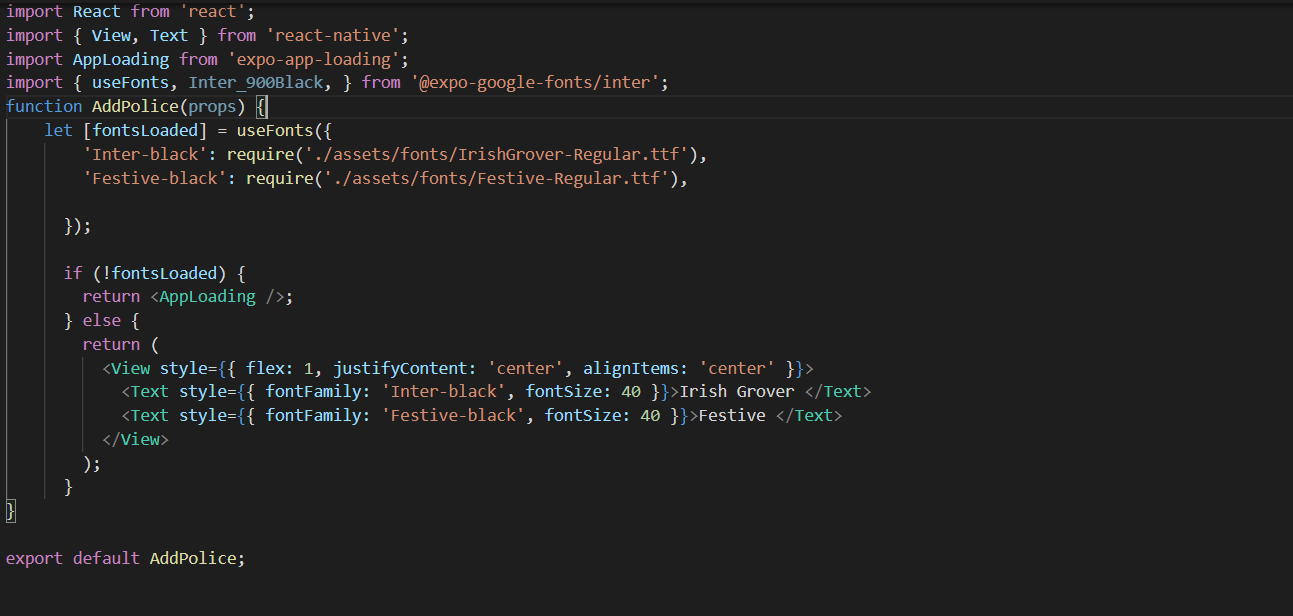 import React from 'react';
import { View, Text } from 'react-native';
import AppLoading from 'expo-app-loading';
import { useFonts, Inter_900Black, } from '@expo-google-fonts/inter';
function AddPolice(props) {
    let [fontsLoaded] = useFonts({
        'Inter-black': require('./assets/fonts/IrishGrover-Regular.ttf'),
        'Festive-black': require('./assets/fonts/Festive-Regular.ttf'),

      });

      if (!fontsLoaded) {
        return <AppLoading />;
      } else {
        return (
          <View style={{ flex: 1, justifyContent: 'center', alignItems: 'center' }}>
            <Text style={{ fontFamily: 'Inter-black', fontSize: 40 }}>Irish Grover </Text>
            <Text style={{ fontFamily: 'Festive-black', fontSize: 40 }}>Festive </Text>
          </View>
        );
      }
}

export default AddPolice;